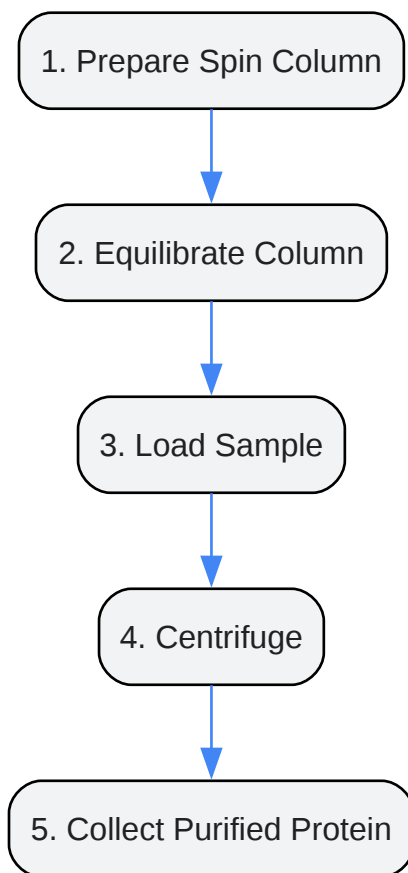 1. Prepare Spin Column
2. Equilibrate Column
3. Load Sample
4. Centrifuge
5. Collect Purified Protein